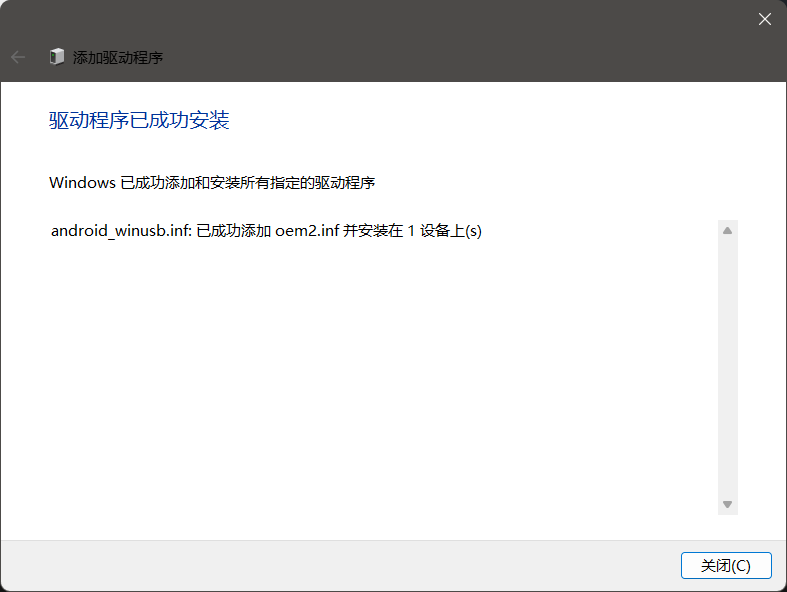 添加驱动程序
驱动程序已成功安装
Windows 已成功添加和安装所有指定的驱动程序
android_winusb.inf: 已成功添加 oem2.inf 并安装在 1 设备上(s)
关闭(C)